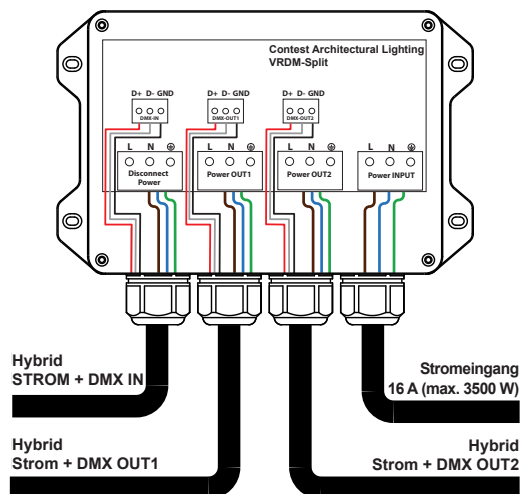 Contest Architectural Lighting
VRDM-Split
D+ D- GND
DMX-IN
D+ D- GND
DMX-OUT1
D+ D- GND
DMX-OUT2
L N
Disconnect
Power
L N
Power OUT1
L N
Power OUT2
L N
Power INPUT
Hybrid
STROM + DMX IN
Stromeingang
16 A (max. 3500 W)
Hybrid
Strom + DMX OUT1
Hybrid
Strom + DMX OUT2